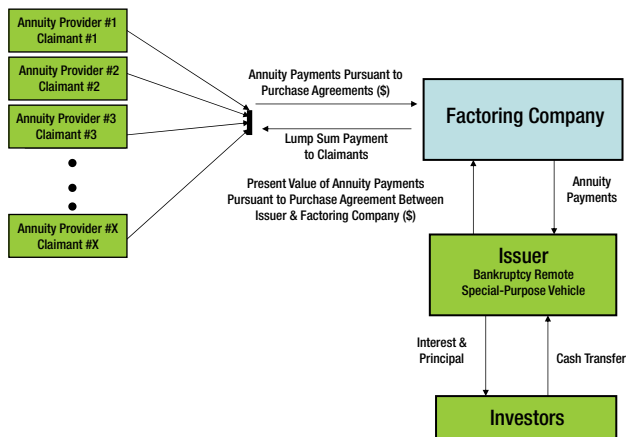 Annuity Provider #1
Claimant #1
Annuity Provider #2
Claimant #2
Annuity Provider #3
Claimant #3
Annuity Provider #X
Claimant #X
Annuity Payments Pursuant to
Purchase Agreements ($)
Lump Sum Payment
to Claimants
Factoring Company
Present Value of Annuity Payments
Pursuant to Purchase Agreement Between
Issuer & Factoring Company ($)
Annuity
Payments
Issuer
Bankruptcy Remote
Special-Purpose Vehicle
Interest &
Principal
Cash Transfer
Investors